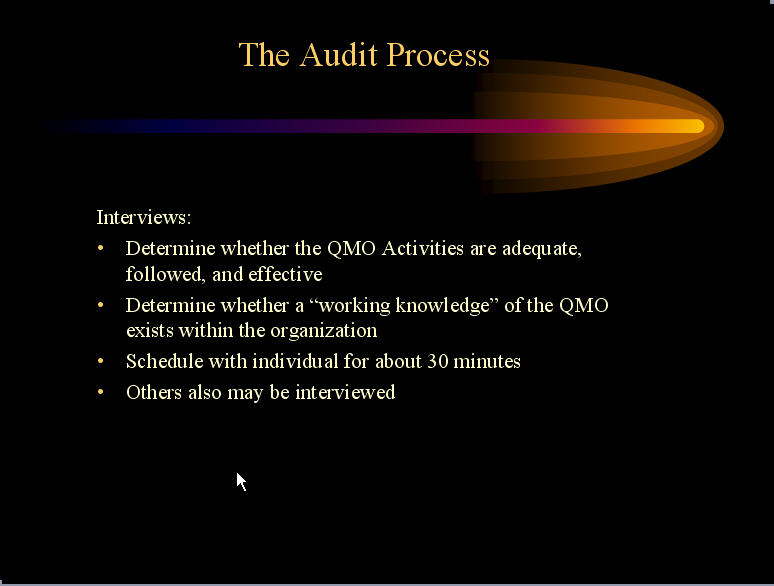 The Audit Process
Interviews:
• Determine whether the QMO Activities are adequate,
followed, and effective
• Determine whether a “working knowledge” of the QMO
exists within the organization
• Schedule with individual for about 30 minutes
• Others also may be interviewed